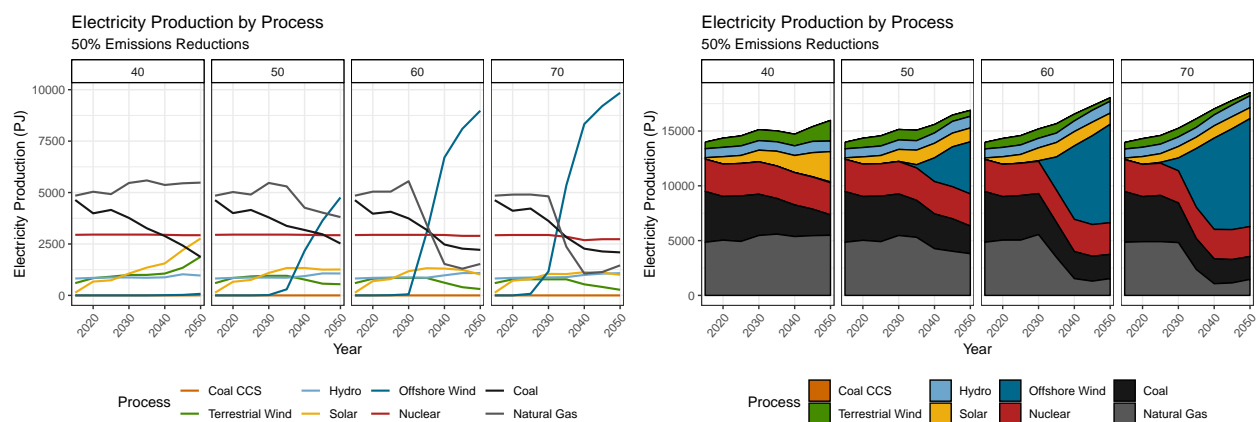 Electricity Production by Process
50% Emissions Reductions
40 50 60 70
Electricity Production (PJ)
10000
7500
5000
2500
0
2020 2030 2040 2050 2020 2030 2040 2050 2020 2030 2040 2050 2020 2030 2040 2050
Year
Process
Coal CCS Hydro Offshore Wind Coal
Terrestrial Wind Solar Nuclear Natural Gas
Electricity Production by Process
50% Emissions Reductions
40 50 60 70
Electricity Production (PJ)
15000
10000
5000
0
2020 2030 2040 2050 2020 2030 2040 2050 2020 2030 2040 2050 2020 2030 2040 2050
Year
Process
Coal CCS Hydro Offshore Wind Coal
Terrestrial Wind Solar Nuclear Natural Gas